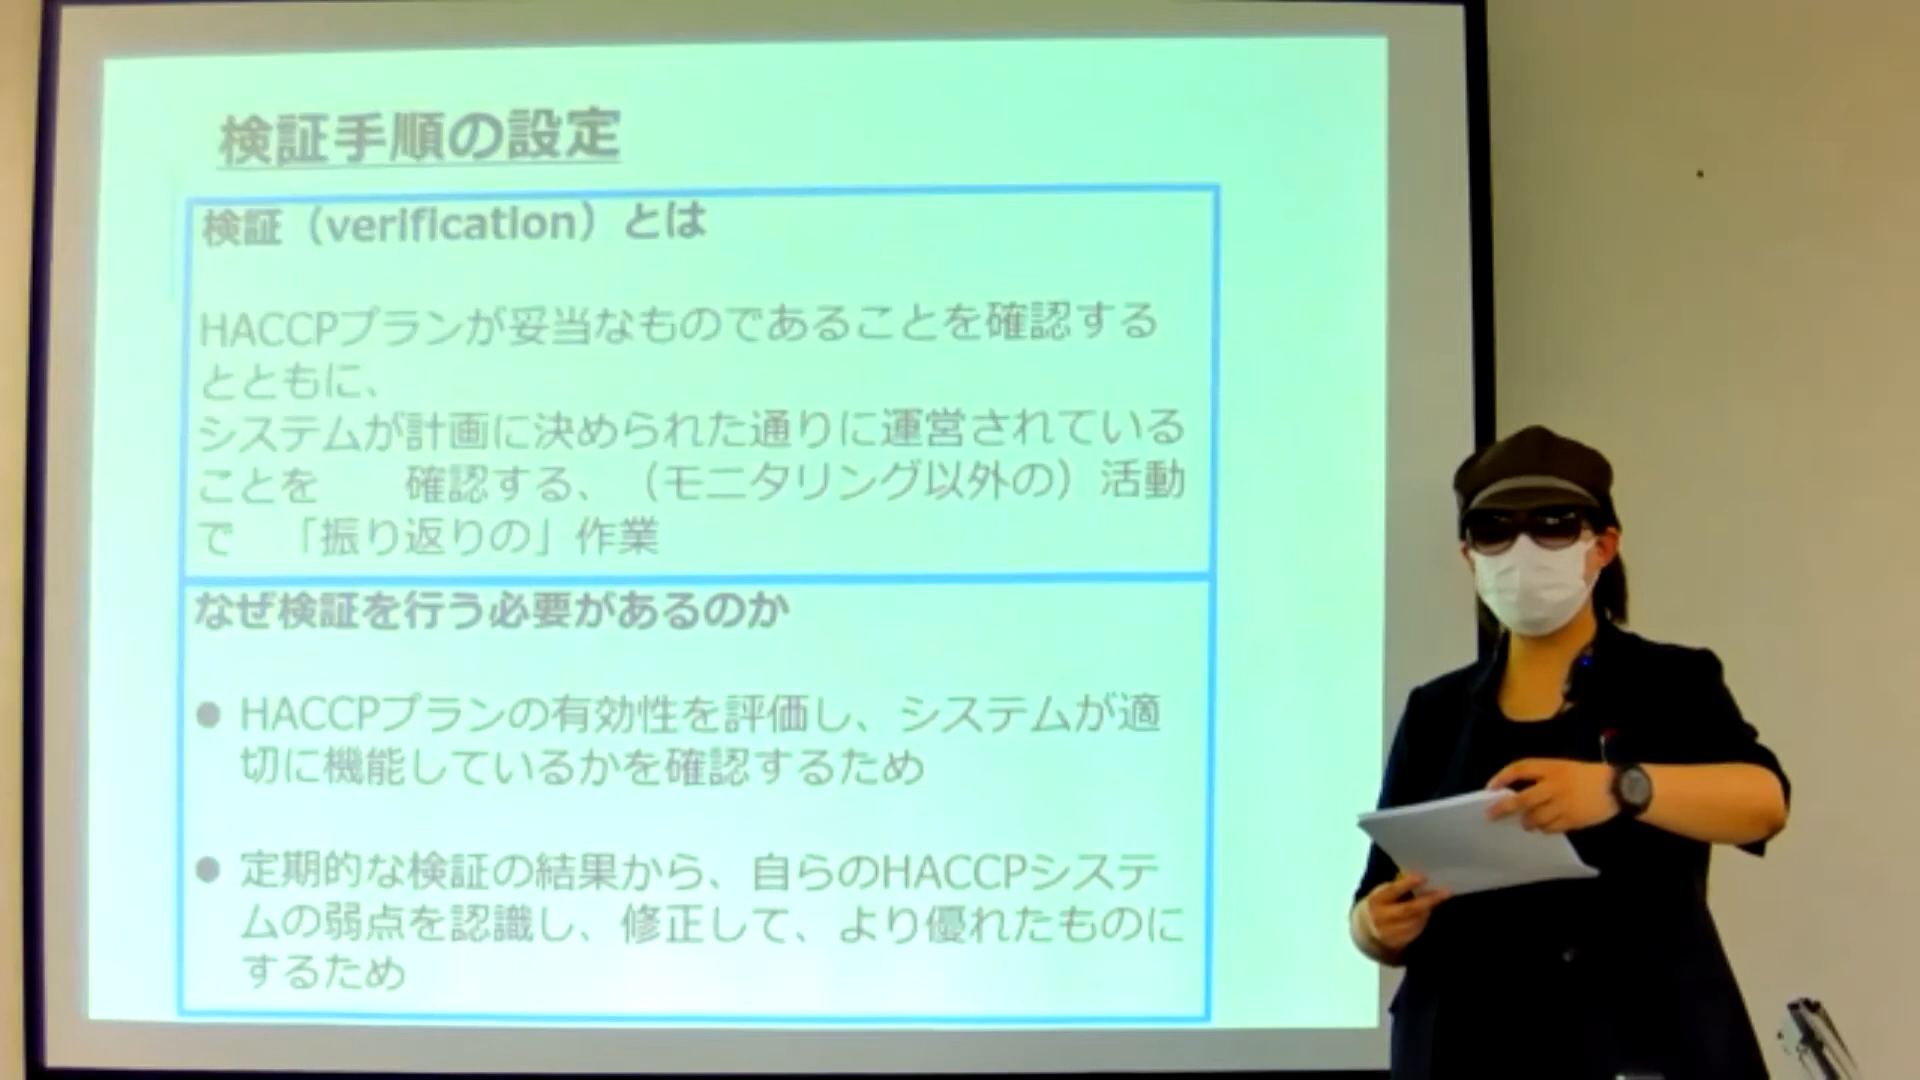 検証手順の設定
検証（verification）とは
HACCPプランが妥当なものであることを確認する
とともに、
システムが計画に決められた通りに運営されている
ことを　　確認する、（モニタリング以外の）活動
で　「振り返りの」作業
なぜ検証を行う必要があるのか
● HACCPプランの有効性を評価し、システムが適
切に機能しているかを確認するため
● 定期的な検証の結果から、自らのHACCPシステ
ムの弱点を認識し、修正して、より優れたものに
するため